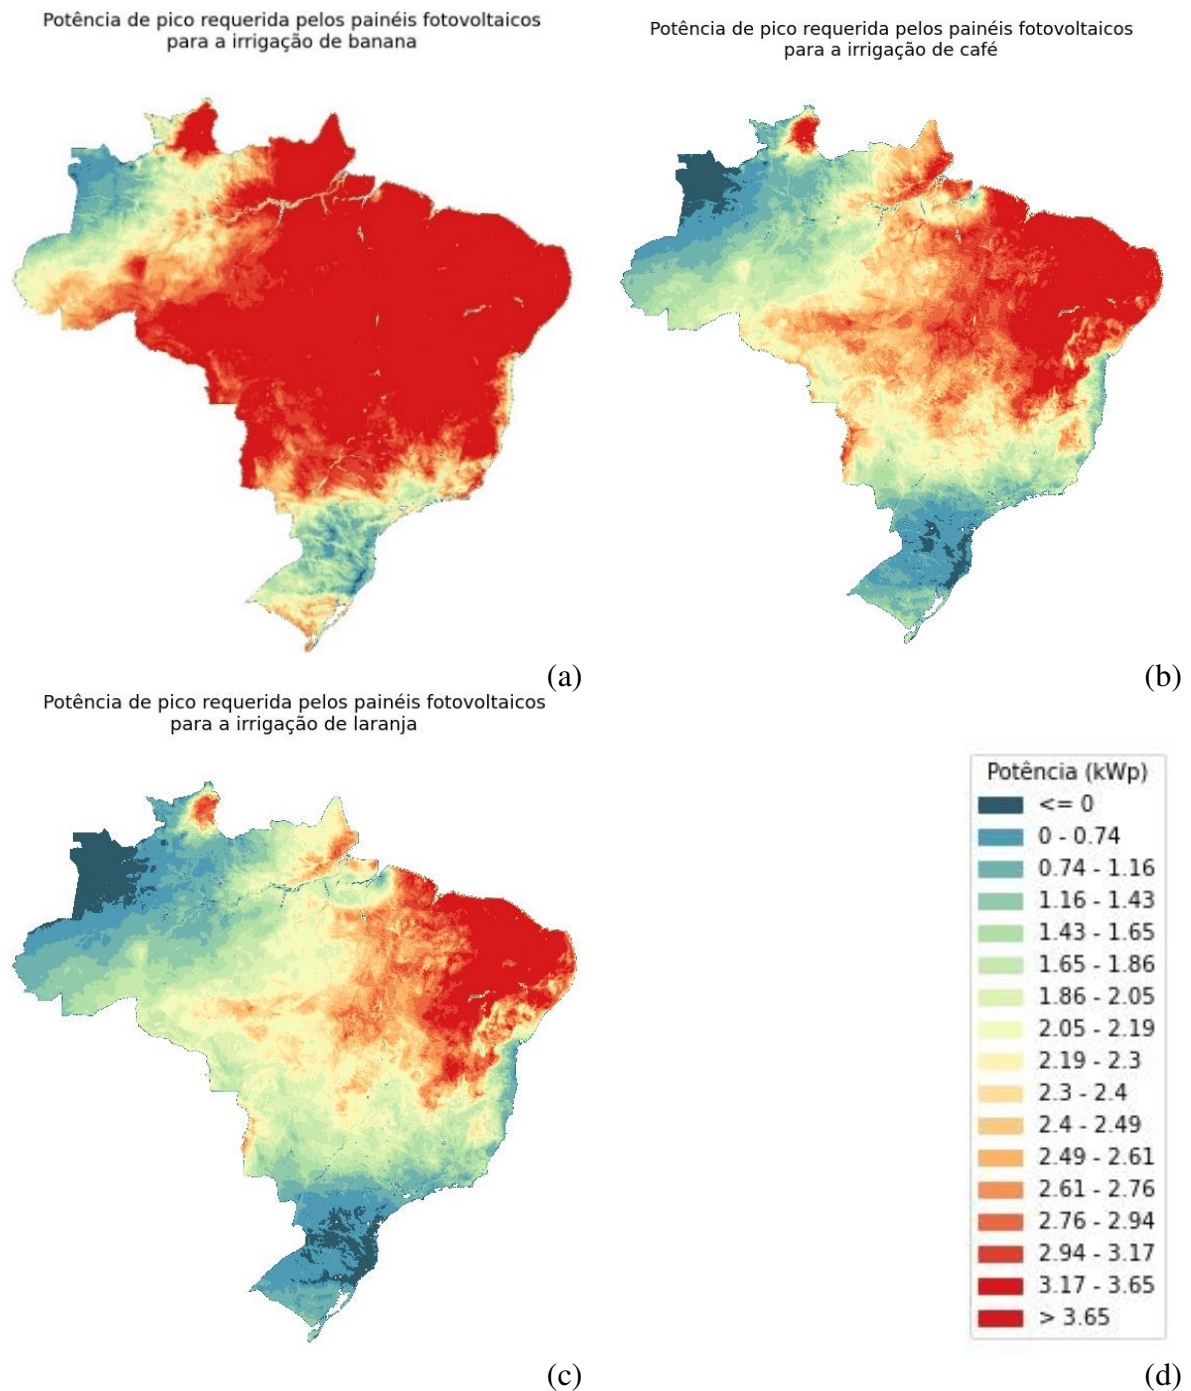 Potência de pico requerida pelos painéis fotovoltaicos
para a irrigação de banana
Potência de pico requerida pelos painéis fotovoltaicos
para a irrigação de café
(a)
(b)
Potência de pico requerida pelos painéis fotovoltaicos
para a irrigação de laranja
Potência (kWp)
<= 0
0 - 0.74
0.74 - 1.16
1.16 - 1.43
1.43 - 1.65
1.65 - 1.86
1.86 - 2.05
2.05 - 2.19
2.19 - 2.3
2.3 - 2.4
2.4 - 2.49
2.49 - 2.61
2.61 - 2.76
2.76 - 2.94
2.94 - 3.17
3.17 - 3.65
> 3.65
(c)
(d)